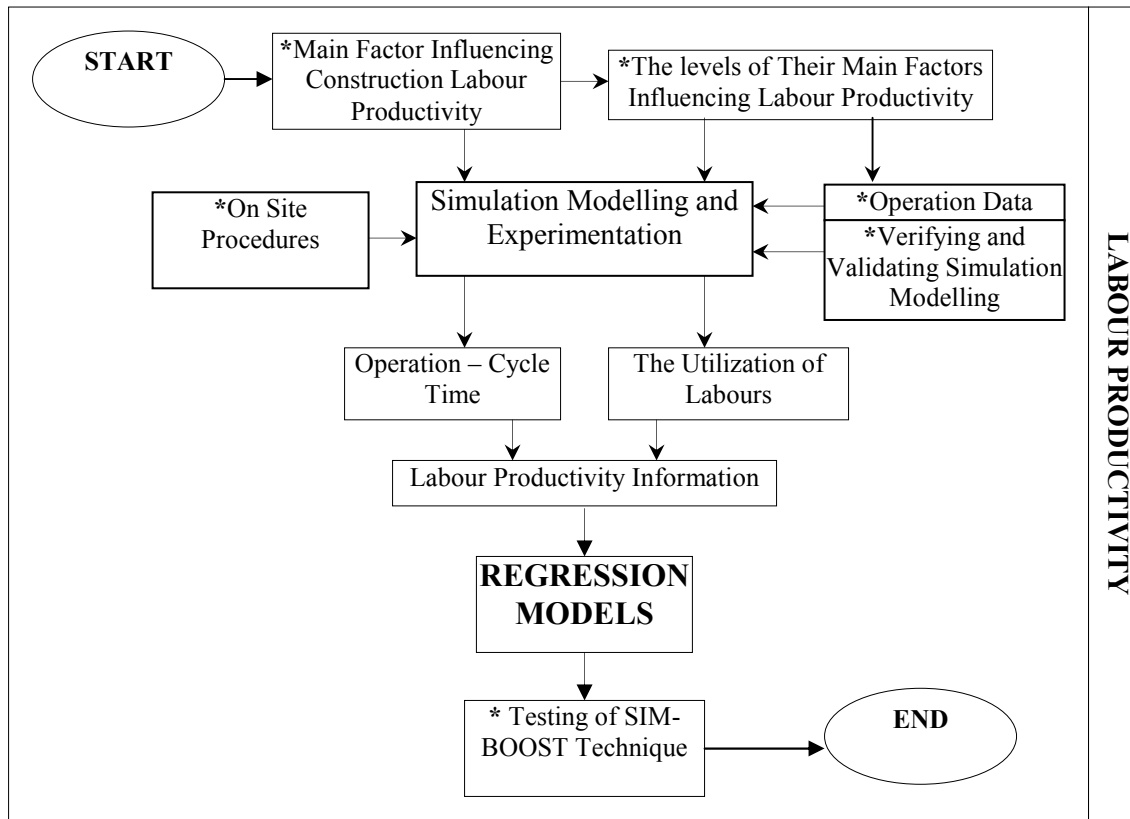 START
*Main Factor Influencing
Construction Labour
Productivity
*The levels of Their Main Factors
Influencing Labour Productivity
*On Site
Procedures
Simulation Modelling and
Experimentation
*Operation Data
*Verifying and
Validating Simulation
Modelling
Operation – Cycle
Time
The Utilization of
Labours
Labour Productivity Information
REGRESSION
MODELS
* Testing of SIM-
BOOST Technique
END
LABOUR PRODUCTIVITY